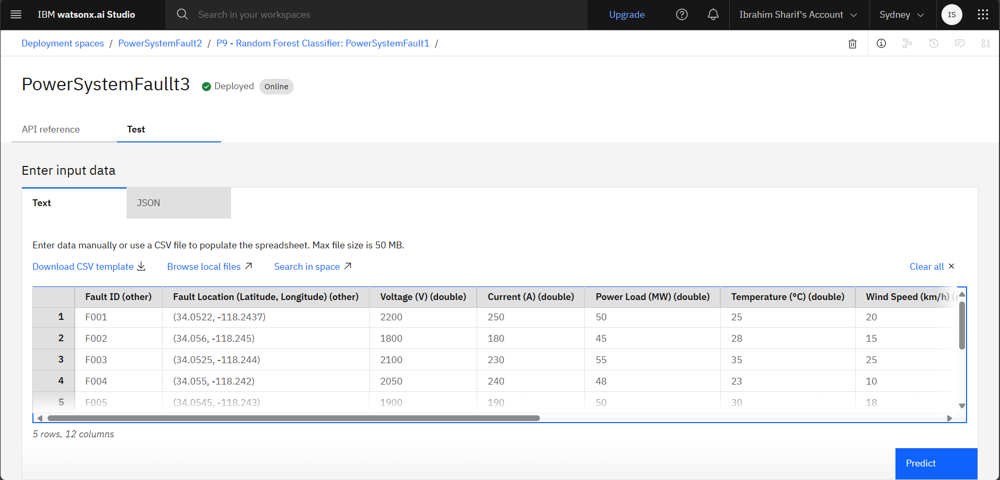 IBM watsonx.ai Studio
Search in your workspaces
Upgrade
Ibrahim Sharif's Account
Sydney
IS
Deployment spaces / PowerSystemFault2 / P9 - Random Forest Classifier: PowerSystemFault1 /
PowerSystemFaullt3
Deployed
Online
API reference
Test
Enter input data
Text
JSON
Enter data manually or use a CSV file to populate the spreadsheet. Max file size is 50 MB.
Download CSV template
Browse local files
Search in space
Clear all ×
Fault ID (other) Fault Location (Latitude, Longitude) (other) Voltage (V) (double) Current (A) (double) Power Load (MW) (double) Temperature (°C) (double) Wind Speed (km/h) (
1 F001 (34.0522, -118.2437) 2200 250 50 25 20
2 F002 (34.056, -118.245) 1800 180 45 28 15
3 F003 (34.0525, -118.244) 2100 230 55 35 25
4 F004 (34.055, -118.242) 2050 240 48 23 10
5 F005 (34.0545, -118.243) 1900 190 50 30 18
5 rows, 12 columns
Predict